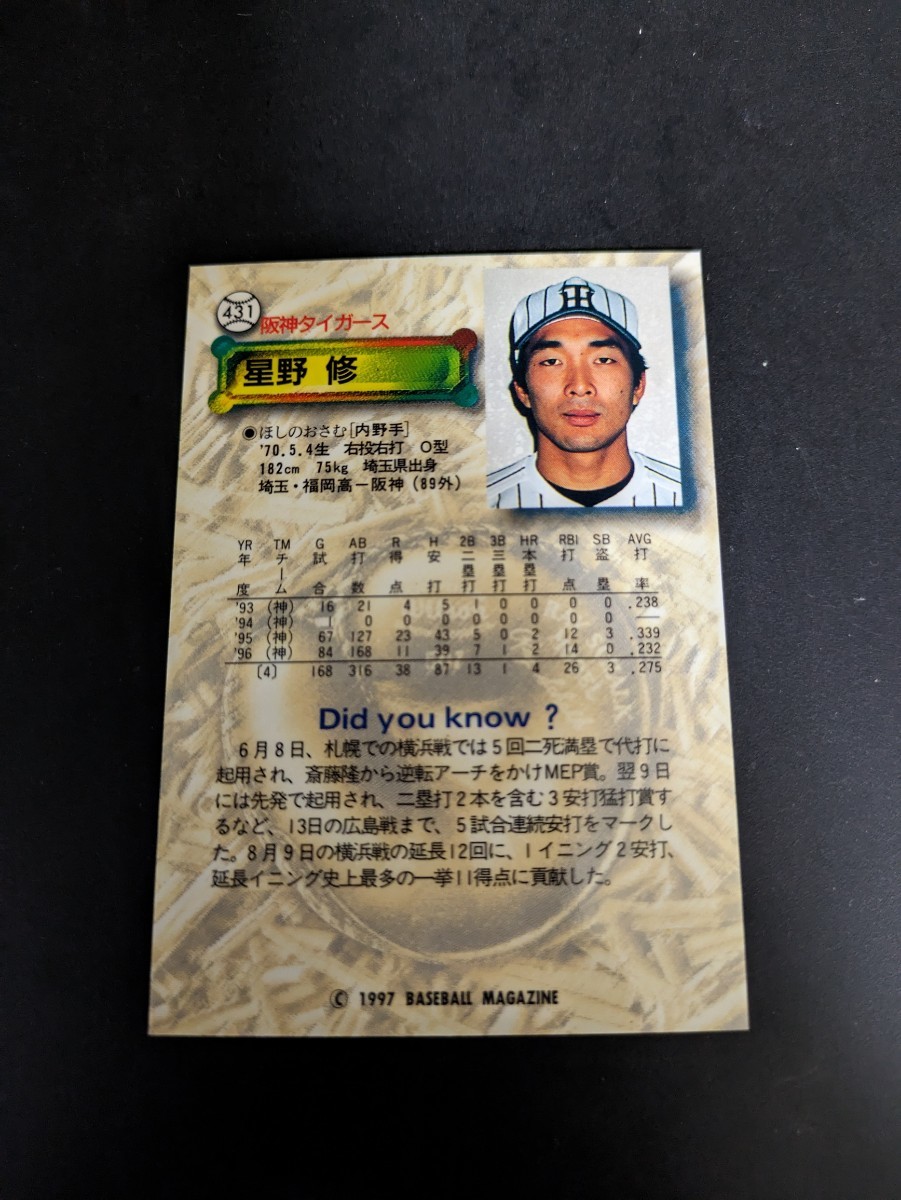 431
阪神タイガース
星野 修
◉ほしのおさむ[内野手]
'70.5.4生 右投右打 O型
182cm 75kg 埼玉県出身
埼玉・福岡高ー阪神(89外)
YR TM G AB R H 2B 3B HR RBI SB AVG
年度 チーム 試合 打数 得点 安打 二塁打 三塁打 本塁打 打点 盗塁 打率
'93 (神) 16 21 4 5 1 0 0 0 0 .238
'94 (神) 1 0 0 0 0 0 0 0 0 —
'95 (神) 67 127 23 43 5 0 2 12 3 .339
'96 (神) 84 168 11 39 7 1 2 14 0 .232
〔4〕 168 316 38 87 13 1 4 26 3 .275
Did you know ?
6月8日、札幌での横浜戦では5回二死満塁で代打に
起用され、斎藤隆から逆転アーチをかけMEP賞。翌9日
には先発で起用され、二塁打2本を含む3安打猛打賞す
るなど、13日の広島戦まで、5試合連続安打をマークし
た。8月9日の横浜戦の延長12回に、1イニング2安打、
延長イニング史上最多の一挙11得点に貢献した。
© 1997 BASEBALL MAGAZINE